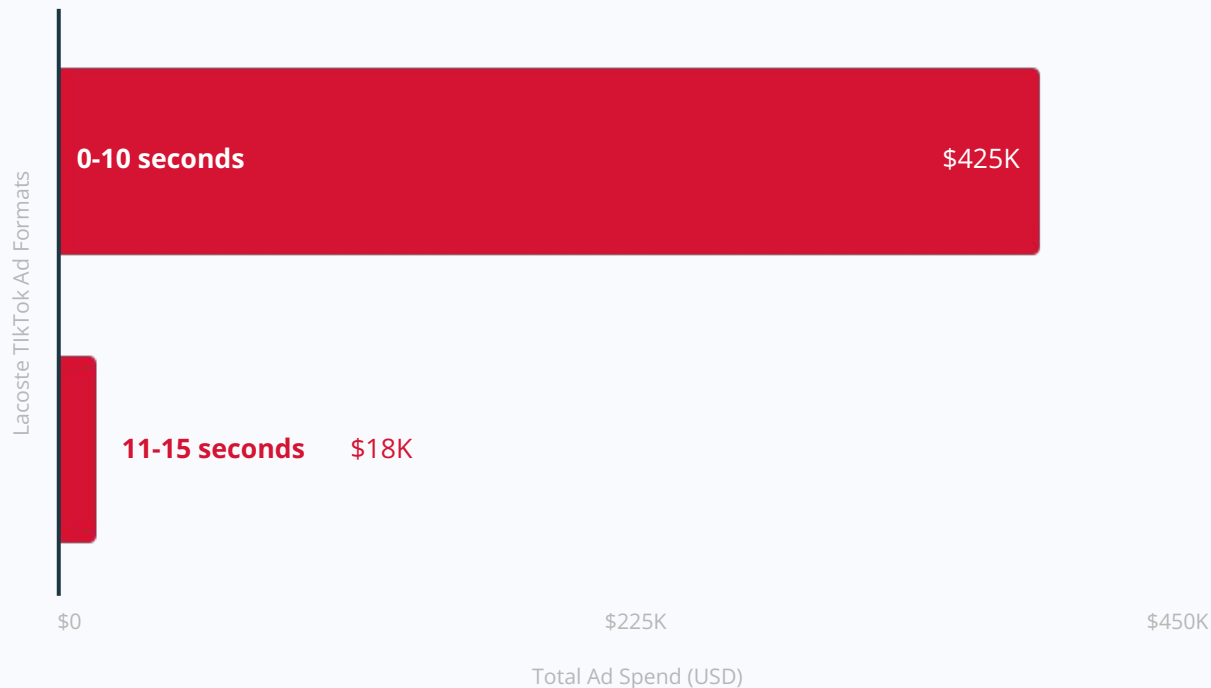 Lacoste TIkTok Ad Formats
0-10 seconds $425K
11-15 seconds $18K
$0 $225K $450K
Total Ad Spend (USD)